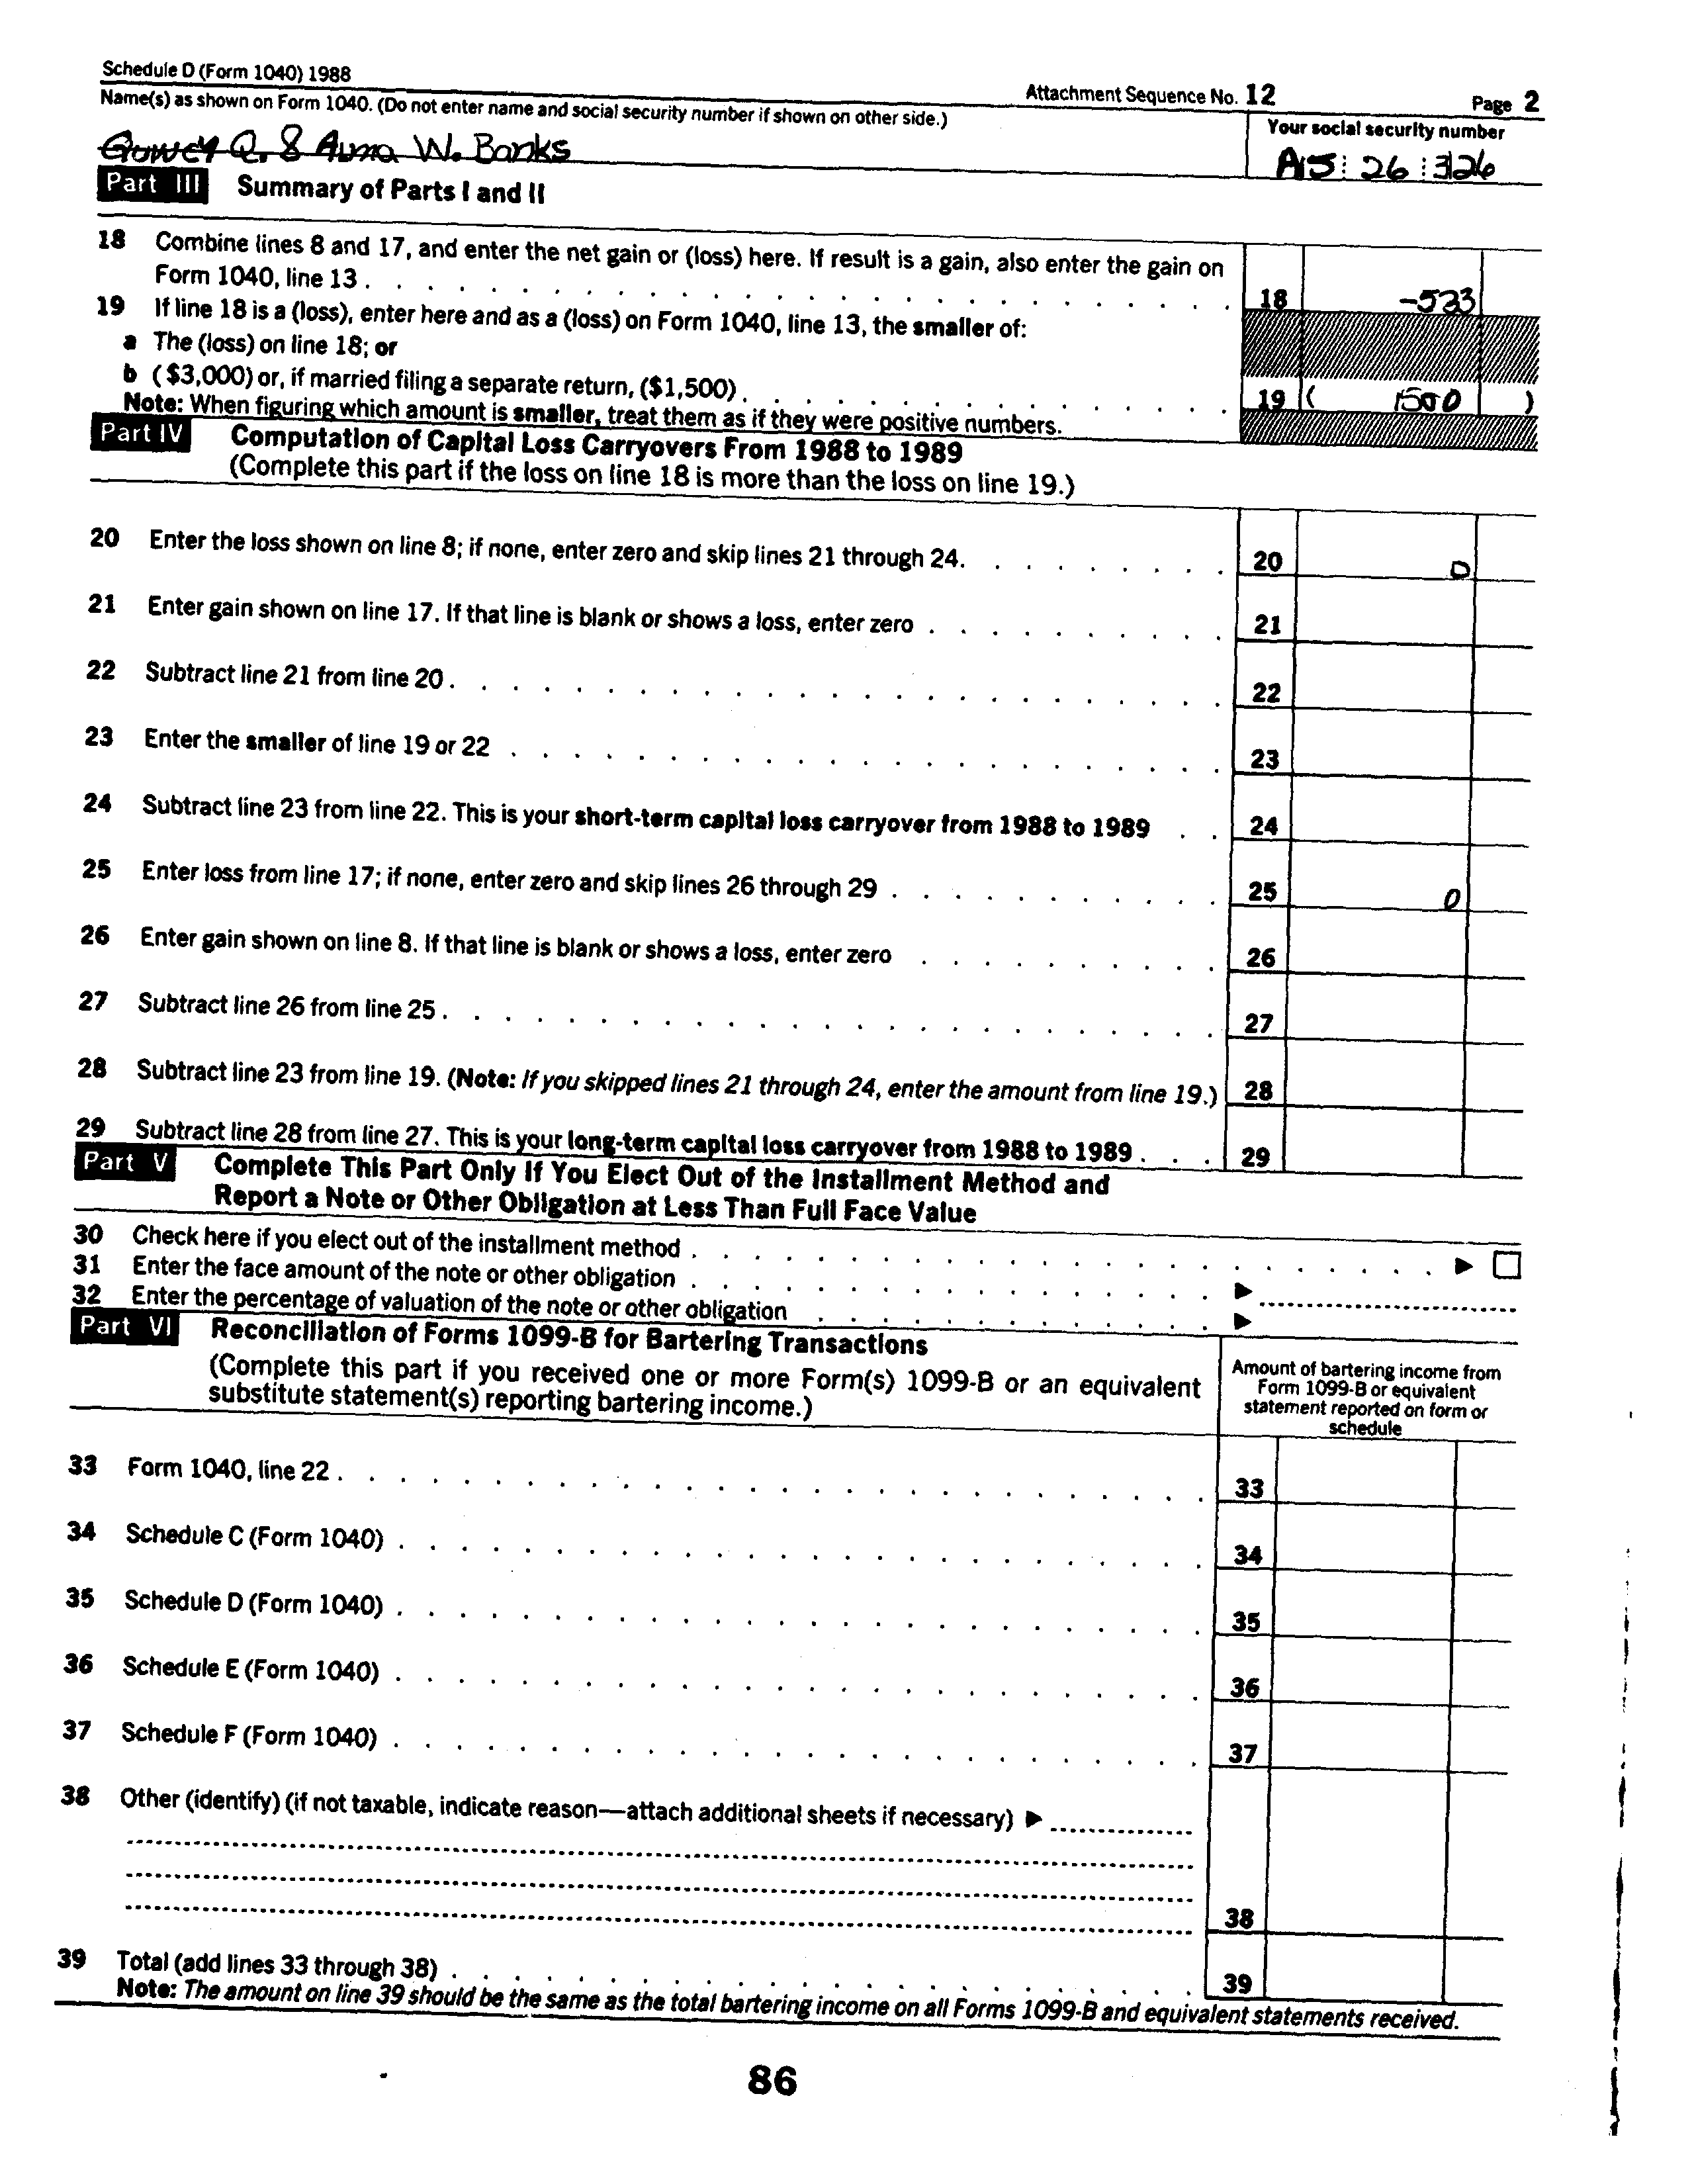 Schedule D (Form 1040) 1988
Attachment Sequence No. 12
Page 2
Name(s) as shown on Form 1040. (Do not enter name and social security number if shown on other side.)
Your social security number
Q. & W. Banks
A15 26 3126
Part III Summary of Parts I and II
18 Combine lines 8 and 17, and enter the net gain or (loss) here. If result is a gain, also enter the gain on
Form 1040, line 13 18 -533
19 If line 18 is a (loss), enter here and as a (loss) on Form 1040, line 13, the smaller of:
a The (loss) on line 18; or
b ($3,000) or, if married filing a separate return, ($1,500) 19 ( 1500 )
Note: When figuring which amount is smaller, treat them as if they were positive numbers.
Part IV Computation of Capital Loss Carryovers From 1988 to 1989
(Complete this part if the loss on line 18 is more than the loss on line 19.)
20 Enter the loss shown on line 8; if none, enter zero and skip lines 21 through 24. 20 0
21 Enter gain shown on line 17. If that line is blank or shows a loss, enter zero 21
22 Subtract line 21 from line 20 22
23 Enter the smaller of line 19 or 22 23
24 Subtract line 23 from line 22. This is your short-term capital loss carryover from 1988 to 1989 24
25 Enter loss from line 17; if none, enter zero and skip lines 26 through 29 25 0
26 Enter gain shown on line 8. If that line is blank or shows a loss, enter zero 26
27 Subtract line 26 from line 25 27
28 Subtract line 23 from line 19. (Note: If you skipped lines 21 through 24, enter the amount from line 19.) 28
29 Subtract line 28 from line 27. This is your long-term capital loss carryover from 1988 to 1989 29
Part V Complete This Part Only If You Elect Out of the Installment Method and
Report a Note or Other Obligation at Less Than Full Face Value
30 Check here if you elect out of the installment method ▶ ☐
31 Enter the face amount of the note or other obligation ▶
32 Enter the percentage of valuation of the note or other obligation ▶
Part VI Reconciliation of Forms 1099-B for Bartering Transactions
(Complete this part if you received one or more Form(s) 1099-B or an equivalent
substitute statement(s) reporting bartering income.)
Amount of bartering income from
Form 1099-B or equivalent
statement reported on form or
schedule
33 Form 1040, line 22 33
34 Schedule C (Form 1040) 34
35 Schedule D (Form 1040) 35
36 Schedule E (Form 1040) 36
37 Schedule F (Form 1040) 37
38 Other (identify) (if not taxable, indicate reason—attach additional sheets if necessary) ▶
38
39 Total (add lines 33 through 38) 39
Note: The amount on line 39 should be the same as the total bartering income on all Forms 1099-B and equivalent statements received.
86